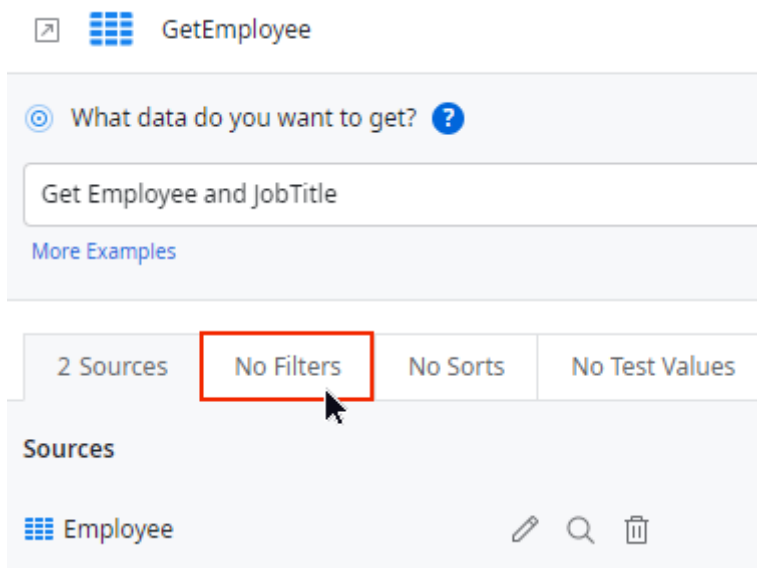 GetEmployee
What data do you want to get? ?
Get Employee and JobTitle
More Examples
2 Sources No Filters No Sorts No Test Values
Sources
Employee